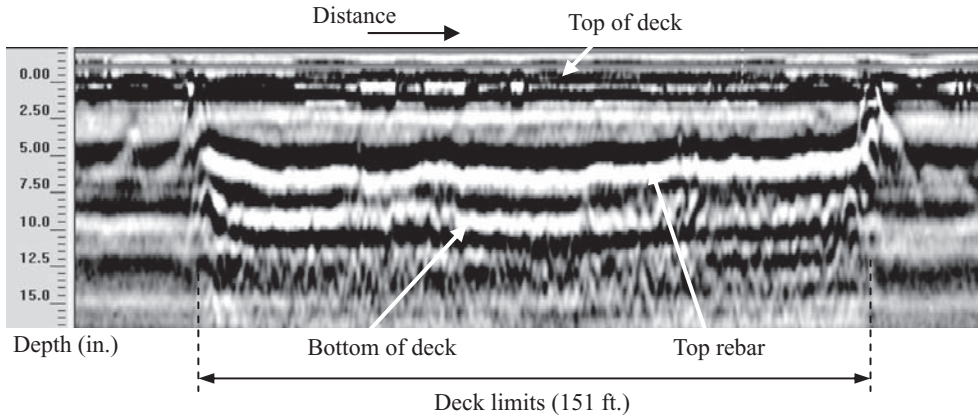 Distance
Top of deck
0.00
2.50
5.00
7.50
10.0
12.5
15.0
Depth (in.)
Bottom of deck
Top rebar
Deck limits (151 ft.)